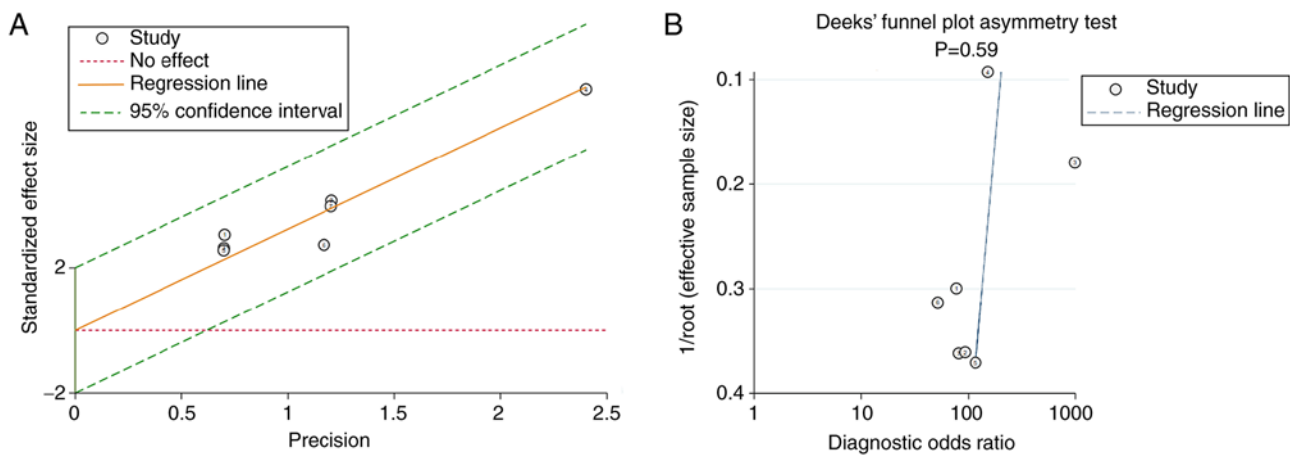 A
Study
No effect
Regression line
95% confidence interval
Standardized effect size
2
−2
0
0.5
1
1.5
2
2.5
Precision
B
Deeks’ funnel plot asymmetry test
P=0.59
Study
Regression line
1/root (effective sample size)
0.1
0.2
0.3
0.4
1
10
100
1000
Diagnostic odds ratio